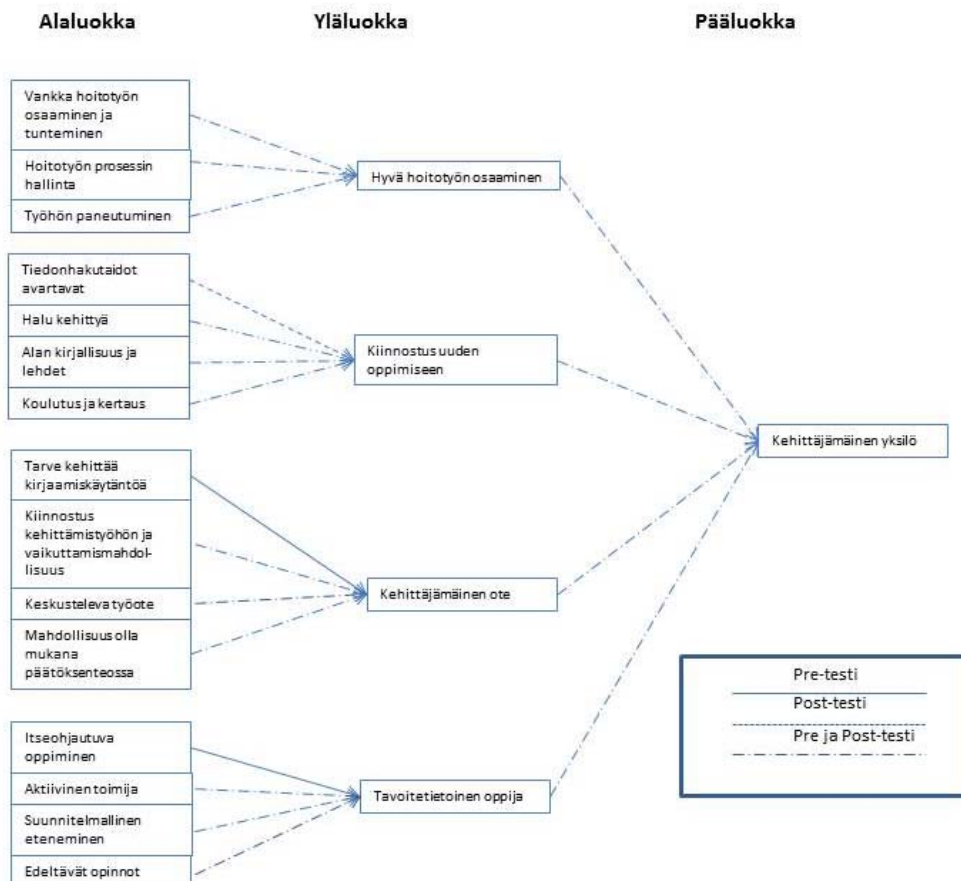 Alaluokka
Yläluokka
Pääluokka
Vankka hoitotyön
osaaminen ja
tunteminen
Hoitotyön prosessin
hallinta
Työhön paneutuminen
Hyvä hoitotyön osaaminen
Tiedonhakutaidot
avartavat
Halu kehittyä
Alan kirjallisuus ja
lehdet
Koulutus ja kertaus
Kiinnostus uuden
oppimiseen
Kehittäjämäinen yksilö
Tarve kehittää
kirjaamiskäytäntöä
Kiinnostus
kehittämistyöhön ja
vaikuttamismahdol-
lisuus
Keskusteleva työote
Mahdollisuus olla
mukana
päätöksenteossa
Kehittäjämäinen ote
Itseohjautuva
oppiminen
Aktiivinen toimija
Suunnitelmallinen
eteneminen
Edeltävät opinnot
Tavoitetietoinen oppija
Pre-testi
Post-testi
Pre ja Post-testi